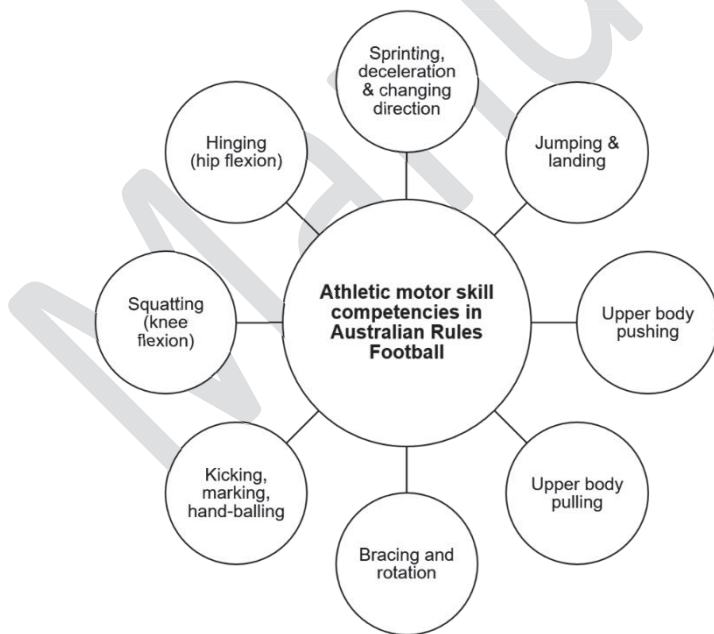 Sprinting,
deceleration
& changing
direction
Jumping &
landing
Upper body
pushing
Upper body
pulling
Bracing and
rotation
Kicking,
marking,
hand-balling
Squatting
(knee
flexion)
Hinging
(hip flexion)
Athletic motor skill
competencies in
Australian Rules
Football